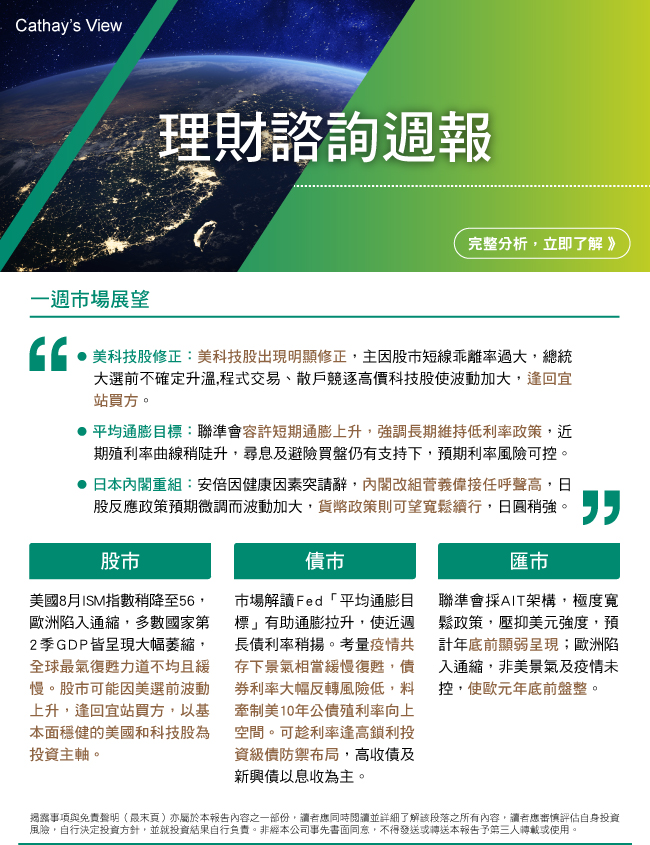 Cathay's View
理財諮詢週報
完整分析，立即了解》
一週市場展望
● 美科技股修正：美科技股出現明顯修正，主因股市短線乖離率過大，總統
大選前不確定升溫,程式交易、散戶競逐高價科技股使波動加大，逢回宜
站買方。
● 平均通膨目標：聯準會容許短期通膨上升，強調長期維持低利率政策，近
期殖利率曲線稍陡升，尋息及避險買盤仍有支持下，預期利率風險可控。
● 日本內閣重組：安倍因健康因素突請辭，內閣改組菅義偉接任呼聲高，日
股反應政策預期微調而波動加大，貨幣政策則可望寬鬆續行，日圓稍強。
股市
美國8月ISM指數稍降至56，
歐洲陷入通縮，多數國家第
2季GDP皆呈現大幅萎縮，
全球最氣復甦力道不均且緩
慢。股市可能因美選前波動
上升，逢回宜站買方，以基
本面穩健的美國和科技股為
投資主軸。
債市
市場解讀Fed「平均通膨目
標」有助通膨拉升，使近週
長債利率稍揚。考量疫情共
存下景氣相當緩慢復甦，債
券利率大幅反轉風險低，料
牽制美10年公債殖利率向上
空間。可趁利率逢高鎖利投
資級債防禦布局，高收債及
新興債以息收為主。
匯市
聯準會採AIT架構，極度寬
鬆政策，壓抑美元強度，預
計年底前顯弱呈現；歐洲陷
入通縮，非美景氣及疫情未
控，使歐元年底前盤整。
揭露事項與免責聲明（最末頁）亦屬於本報告內容之一部份，讀者應同時閱讀並詳細了解該段落之所有內容，讀者應審慎評估自身投資
風險，自行決定投資方針，並就投資結果自行負責。非經本公司事先書面同意，不得發送或轉送本報告予第三人轉載或使用。